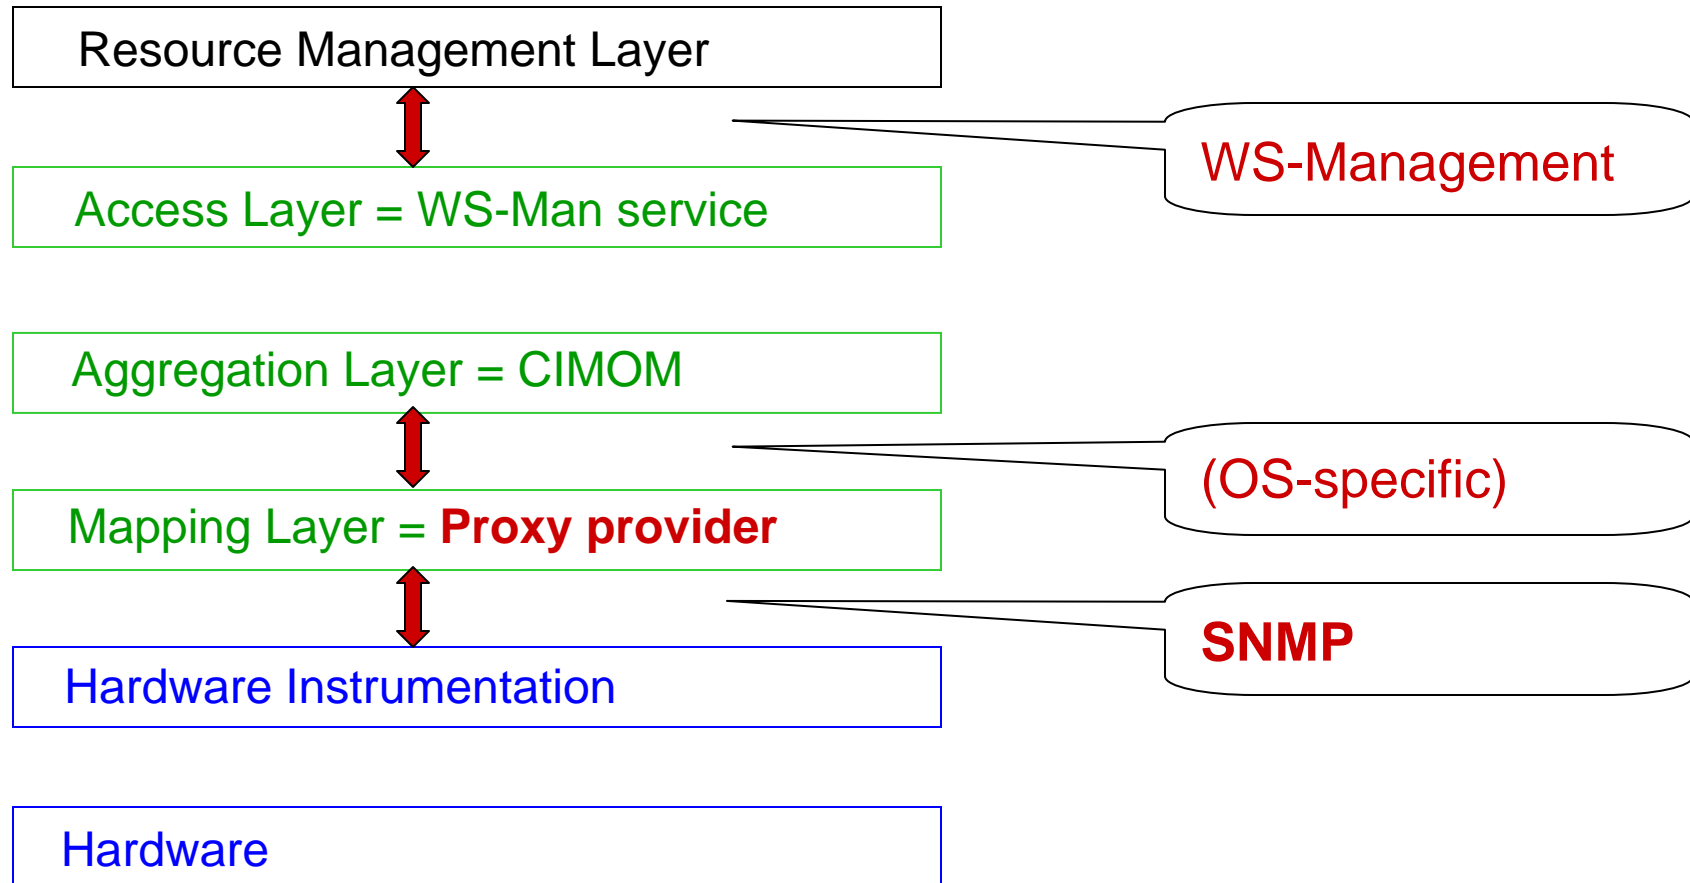 Resource Management Layer
WS-Management
Access Layer = WS-Man service
Aggregation Layer = CIMOM
(OS-specific)
Mapping Layer = Proxy provider
SNMP
Hardware Instrumentation
Hardware